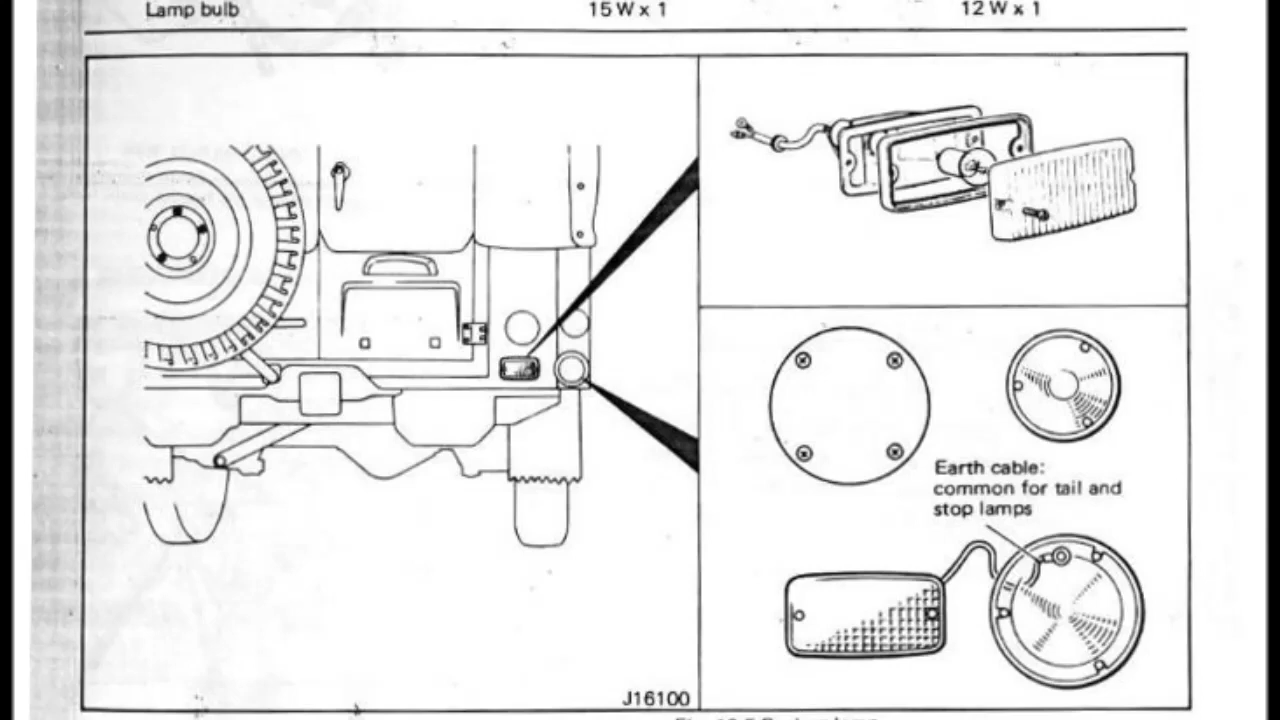 Lamp bulb 15 W x 1 12 W x 1
Earth cable:
common for tail and
stop lamps
J16100